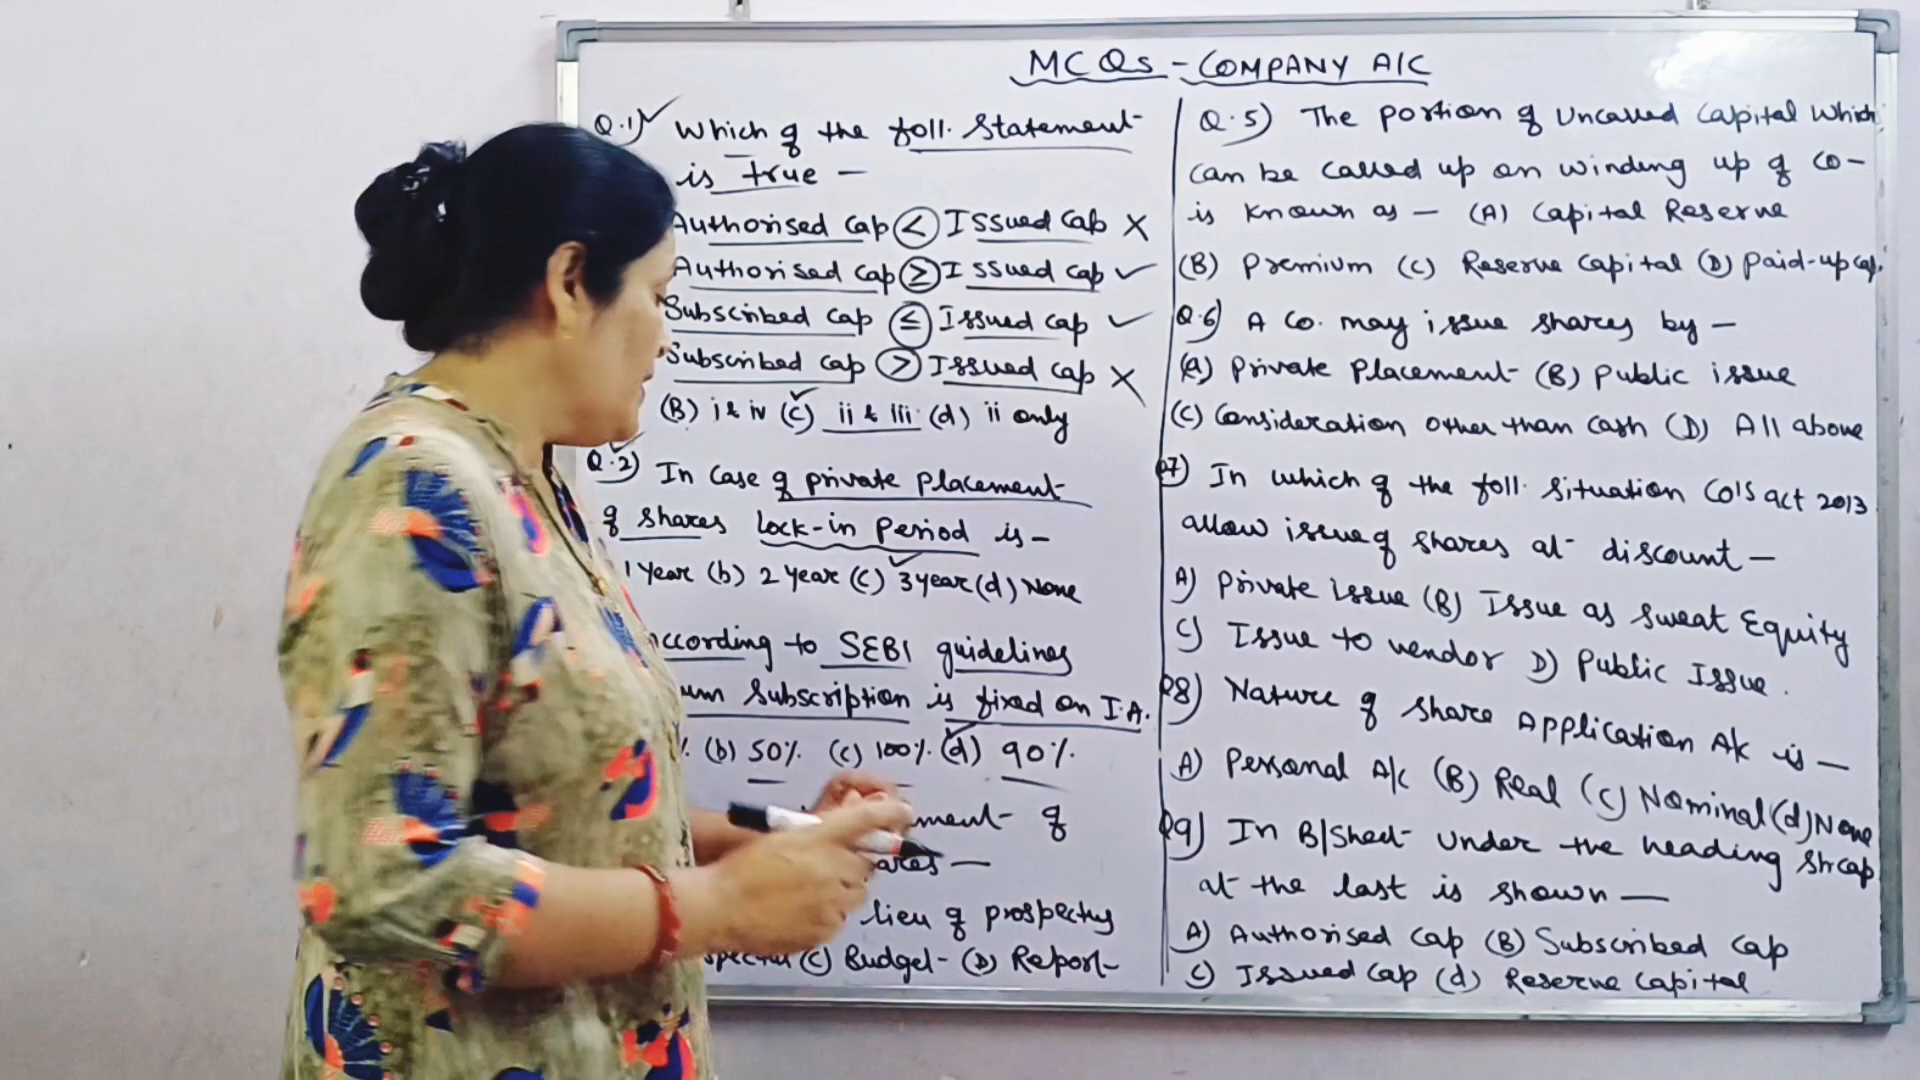 MCQs - COMPANY A/C
Q.1) Which of the foll. Statement
is true —
Authorised Cap < Issued Cap ✗
Authorised Cap ≥ Issued Cap ✓
Subscribed Cap ≤ Issued Cap ✓
Subscribed Cap > Issued Cap ✗
(B) i & iv (C) ii & iii (d) ii only
Q.2) In Case of private placement
of shares lock-in Period is —
1 Year (b) 2 Year (C) 3 year (d) None
According to SEBI guidelines
Subscription is fixed on I.A.
(b) 50% (c) 100% (d) 90%
of
lieu of prospectus
(C) Budget (D) Report
Q.5) The portion of Uncalled Capital Which
can be called up on winding up of Co —
is known as — (A) Capital Reserve
(B) Premium (C) Reserve Capital (D) Paid-up Cap.
Q.6) A Co. may issue shares by —
(A) Private Placement (B) Public issue
(C) Consideration other than Cash (D) All above
Q7) In which of the foll. Situation Co's act 2013
allow issue of shares at discount —
A) Private Issue (B) Issue as Sweat Equity
C) Issue to vendor D) Public Issue.
Q8) Nature of Share Application A/c is —
A) Personal A/c (B) Real (C) Nominal (d) None
Q9) In B/Sheet Under the heading Sh cap
at the last is shown —
A) Authorised Cap (B) Subscribed Cap
C) Issued Cap (d) Reserve Capital